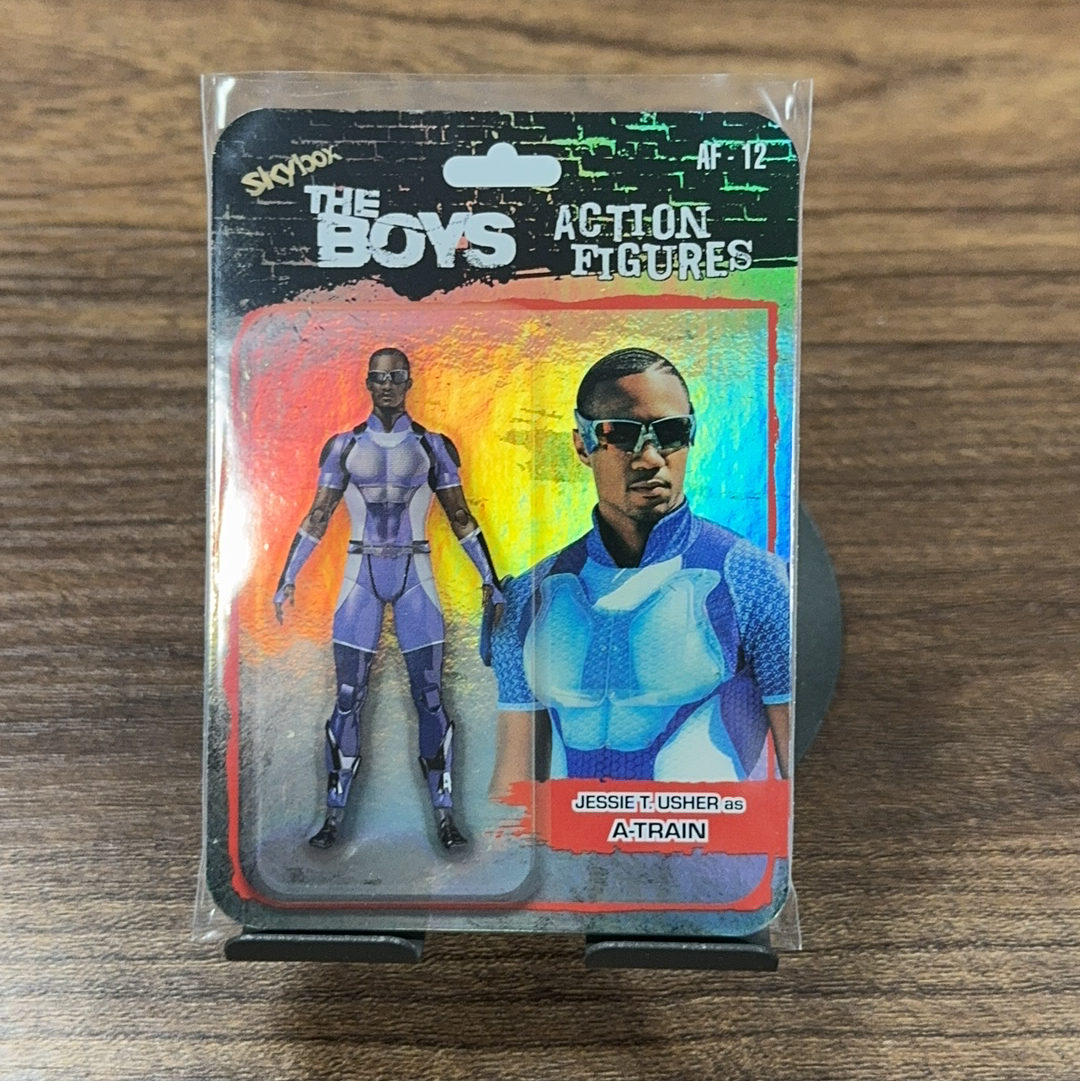 skybox
THE
BOYS
ACTION
FIGURES
AF - 12
JESSIE T. USHER as
A-TRAIN